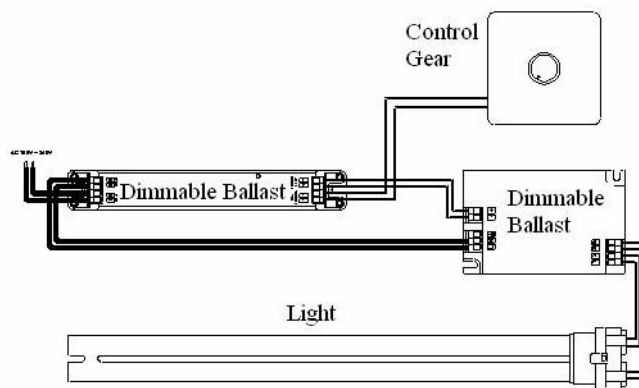 Control
Gear
Dimmable Ballast
Dimmable
Ballast
Light